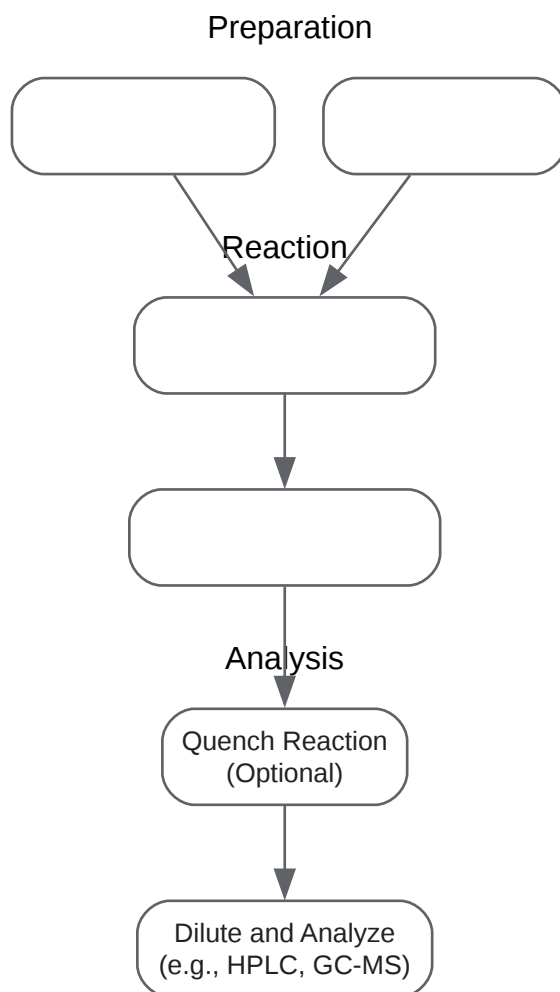 Preparation
Reaction
Analysis
Quench Reaction
(Optional)
Dilute and Analyze
(e.g., HPLC, GC-MS)